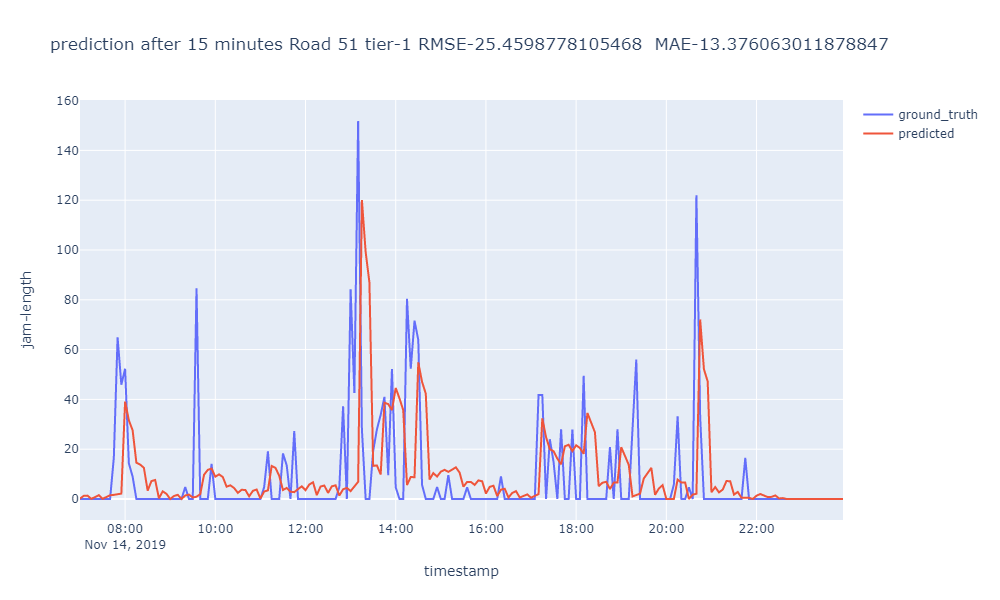 prediction after 15 minutes Road 51 tier-1 RMSE-25.4598778105468  MAE-13.376063011878847
160
140
120
100
80
60
40
20
0
jam-length
08:00
10:00
12:00
14:00
16:00
18:00
20:00
22:00
Nov 14, 2019
timestamp
ground_truth
predicted